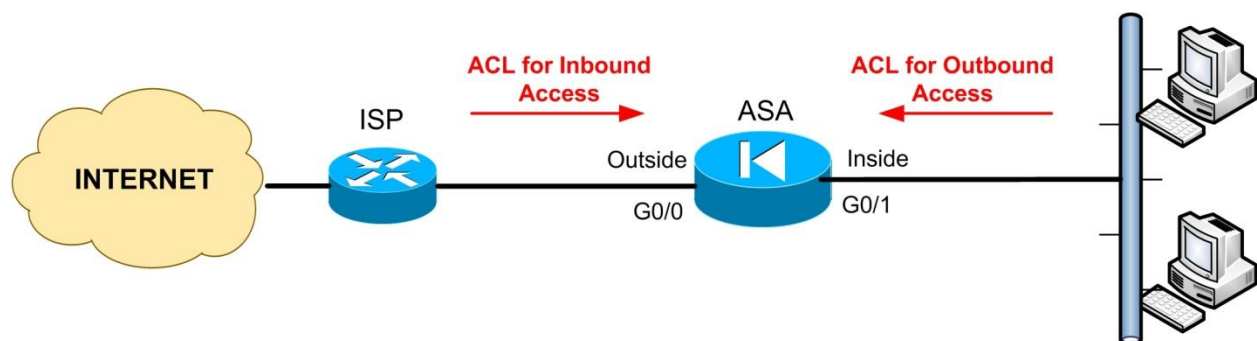 ACL for Inbound
Access
ACL for Outbound
Access
ISP
ASA
INTERNET
Outside
Inside
G0/0
G0/1